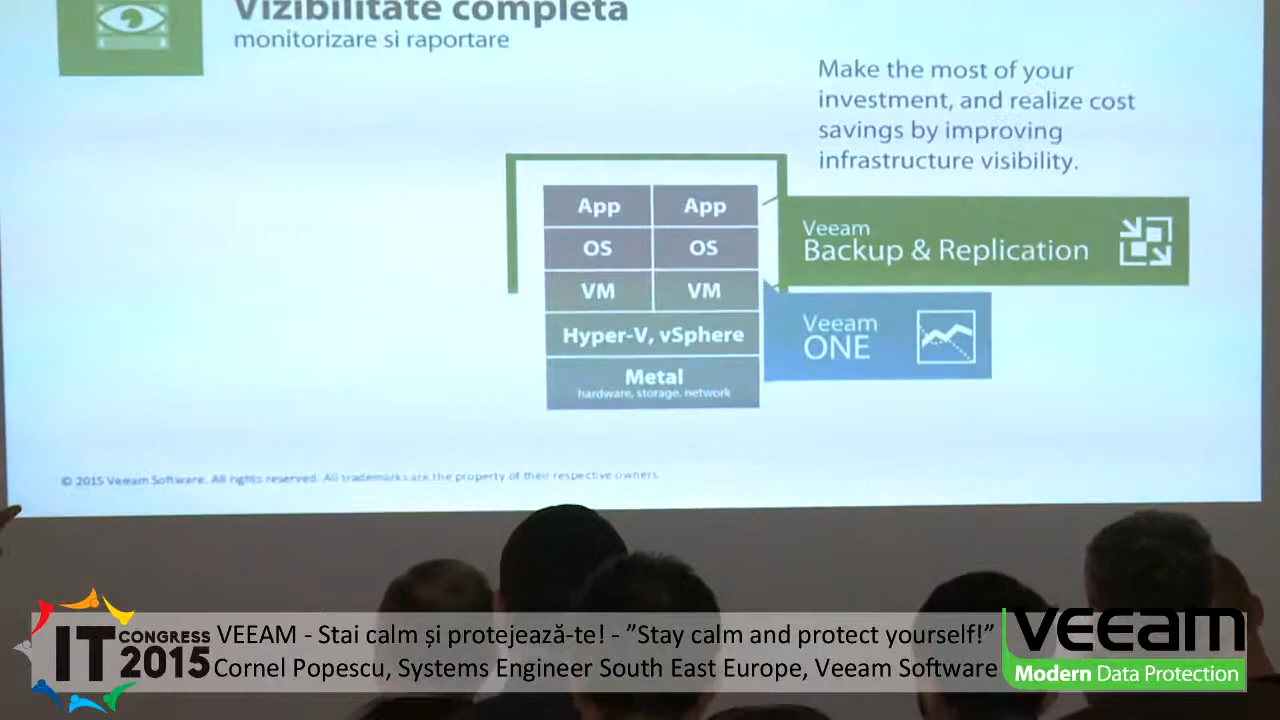 Vizibilitate completa
monitorizare si raportare
Make the most of your
investment, and realize cost
savings by improving
infrastructure visibility.
App App
OS OS
VM VM
Hyper-V, vSphere
Metal
hardware, storage, network
Veeam
Backup & Replication
Veeam
ONE
© 2015 Veeam Software. All rights reserved. All trademarks are the property of their respective owners.
IT CONGRESS 2015
VEEAM - Stai calm și protejează-te! - ”Stay calm and protect yourself!”
Cornel Popescu, Systems Engineer South East Europe, Veeam Software
veeam
Modern Data Protection